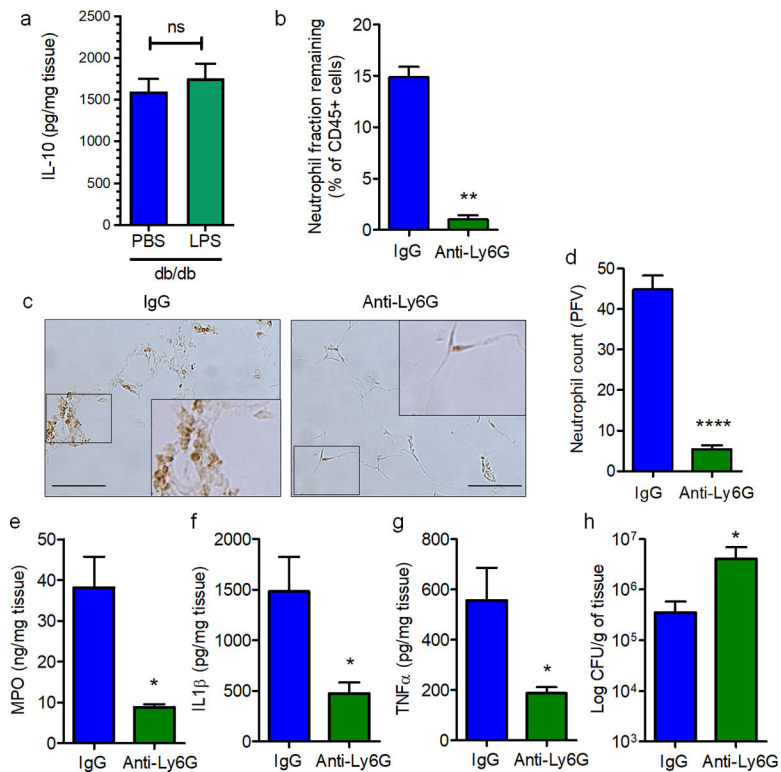 a
ns
IL-10 (pg/mg tissue)
3000
2500
2000
1500
1000
500
0
PBS LPS
db/db
b
Neutrophil fraction remaining
(% of CD45+ cells)
20
15
10
5
0
**
IgG Anti-Ly6G
c
IgG Anti-Ly6G
d
Neutrophil count (PFV)
50
40
30
20
10
0
****
IgG Anti-Ly6G
e
MPO (ng/mg tissue)
50
40
30
20
10
0
*
IgG Anti-Ly6G
f
IL1β (pg/mg tissue)
2000
1500
1000
500
0
*
IgG Anti-Ly6G
g
TNFα (pg/mg tissue)
800
600
400
200
0
*
IgG Anti-Ly6G
h
Log CFU/g of tissue
10⁷
10⁶
10⁵
10⁴
10³
*
IgG Anti-Ly6G